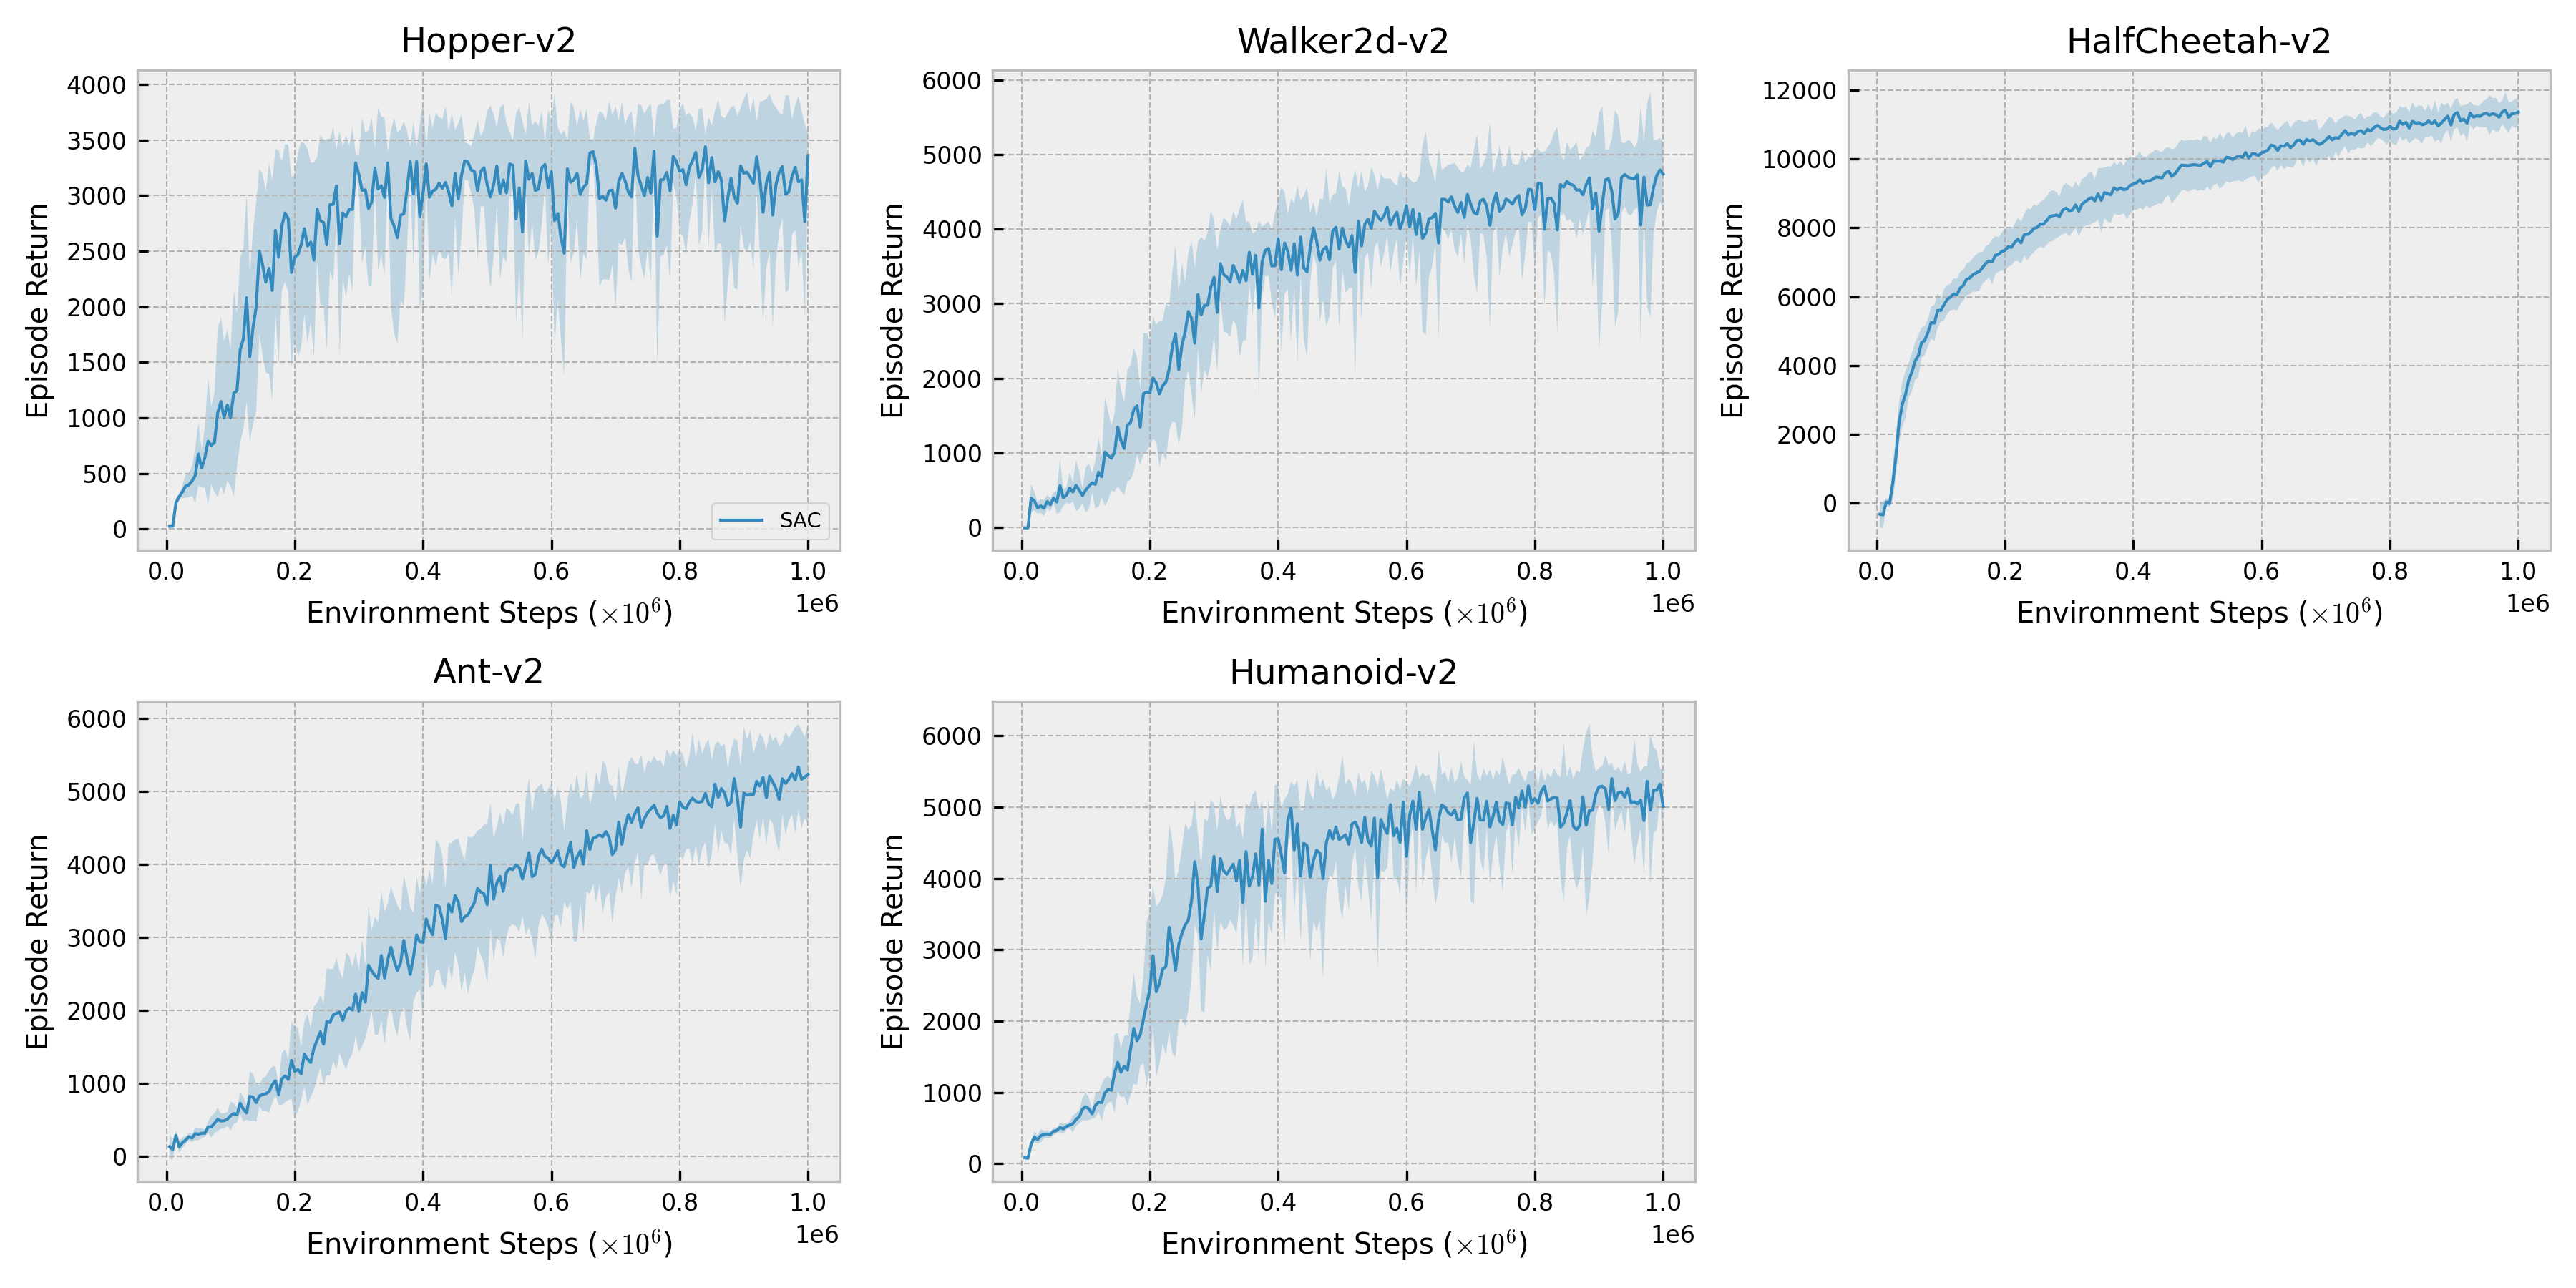 Hopper-v2
4000
3500
3000
2500
2000
1500
1000
500
0
Episode Return
SAC
0.0 0.2 0.4 0.6 0.8 1.0
1e6
Environment Steps (×10⁶)
Walker2d-v2
6000
5000
4000
3000
2000
1000
0
Episode Return
0.0 0.2 0.4 0.6 0.8 1.0
1e6
Environment Steps (×10⁶)
HalfCheetah-v2
12000
10000
8000
6000
4000
2000
0
Episode Return
0.0 0.2 0.4 0.6 0.8 1.0
1e6
Environment Steps (×10⁶)
Ant-v2
6000
5000
4000
3000
2000
1000
0
Episode Return
0.0 0.2 0.4 0.6 0.8 1.0
1e6
Environment Steps (×10⁶)
Humanoid-v2
6000
5000
4000
3000
2000
1000
0
Episode Return
0.0 0.2 0.4 0.6 0.8 1.0
1e6
Environment Steps (×10⁶)